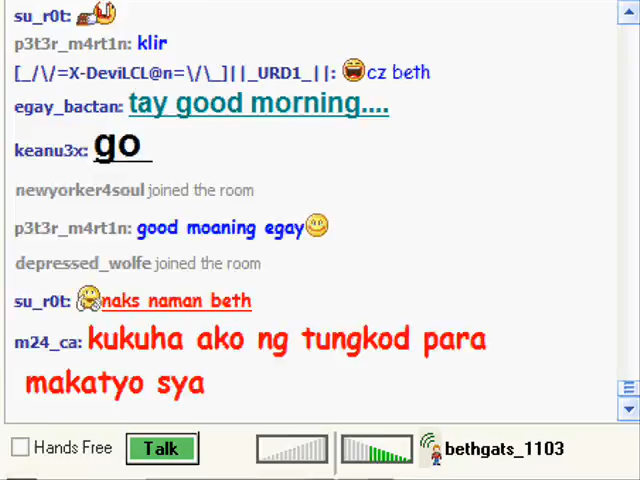 su_r0t:
p3t3r_m4rt1n: klir
[_/\/=X-DeviLCL@n=\/\_]||_URD1_||: cz beth
egay_bactan: tay good morning....
keanu3x: go
newyorker4soul joined the room
p3t3r_m4rt1n: good moaning egay
depressed_wolfe joined the room
su_r0t: naks naman beth
m24_ca: kukuha ako ng tungkod para
makatyo sya
Hands Free Talk bethgats_1103